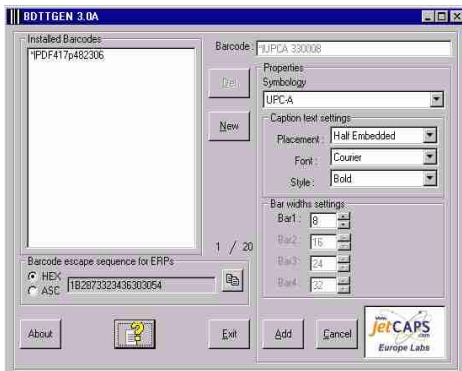 BDTTGEN 3.0A
Installed Barcodes
*IPDF417p482306
Barcode : *UPCA 330008
Del
New
1 / 20
Properties
Symbology
UPC-A
Caption text settings
Placement : Half Embedded
Font : Courier
Style : Bold
Bar widths settings
Bar1 : 8
Bar2 : 16
Bar3 : 24
Bar4 : 32
Barcode escape sequence for ERPs
HEX
ASC
1B2873323436303054
About
Exit
Add
Cancel
www.
jetCAPS
.com
Europe Labs